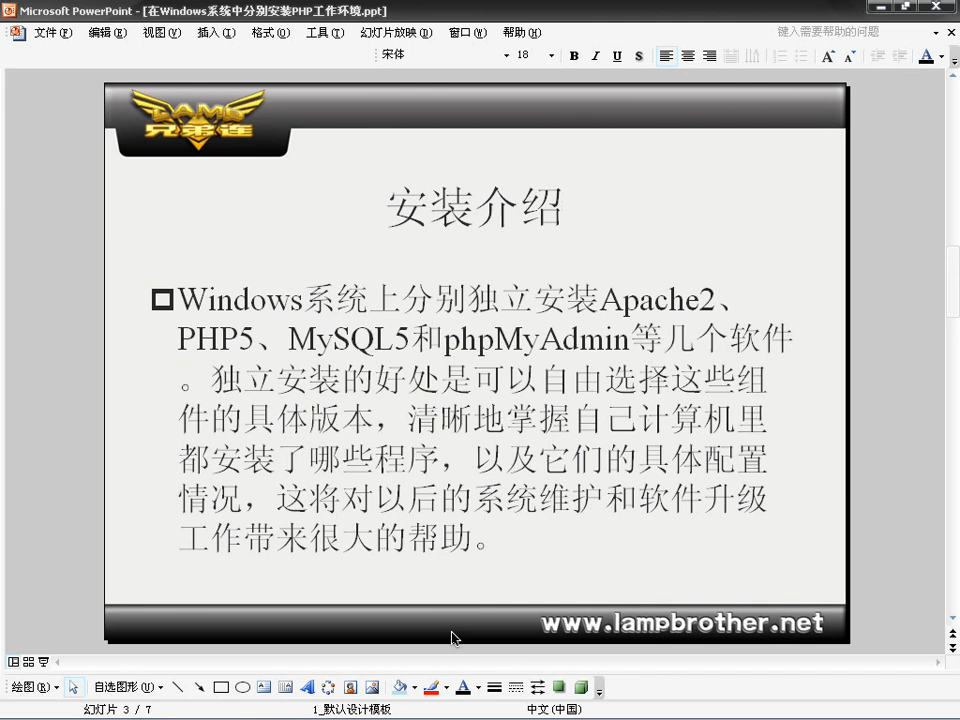 Microsoft PowerPoint - [在Windows系统中分别安装PHP工作环境.ppt]
文件(F) 编辑(E) 视图(V) 插入(I) 格式(O) 工具(T) 幻灯片放映(D) 窗口(W) 帮助(H) 键入需要帮助的问题
宋体 18 B I U S
LAMP
兄弟连
安装介绍
Windows系统上分别独立安装Apache2、
PHP5、MySQL5和phpMyAdmin等几个软件
。独立安装的好处是可以自由选择这些组
件的具体版本，清晰地掌握自己计算机里
都安装了哪些程序，以及它们的具体配置
情况，这将对以后的系统维护和软件升级
工作带来很大的帮助。
www.lampbrother.net
绘图(R) 自选图形(U)
幻灯片 3 / 7 1_默认设计模板 中文(中国)